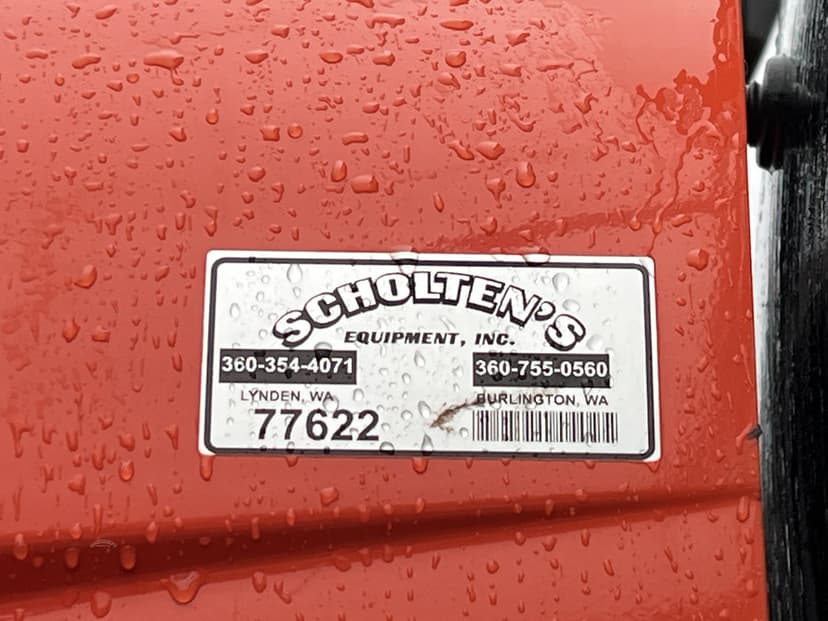 SCHOLTEN'S
EQUIPMENT, INC.
360-354-4071 360-755-0560
LYNDEN, WA BURLINGTON, WA
77622